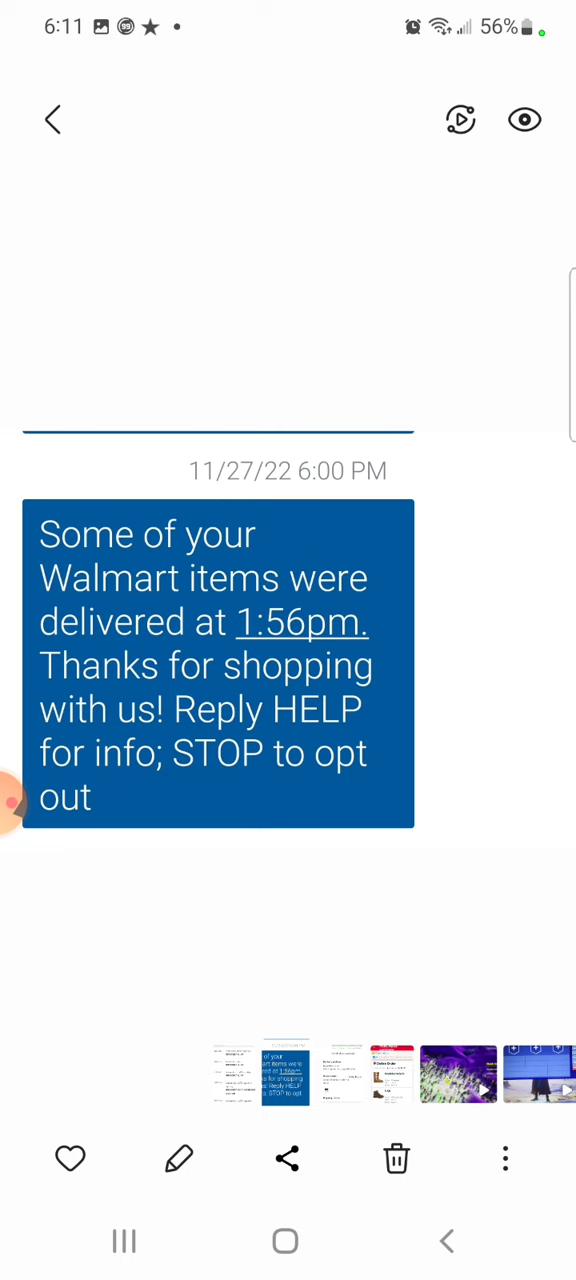 6:11
56%
11/27/22 6:00 PM
Some of your
Walmart items were
delivered at 1:56pm.
Thanks for shopping
with us! Reply HELP
for info; STOP to opt
out